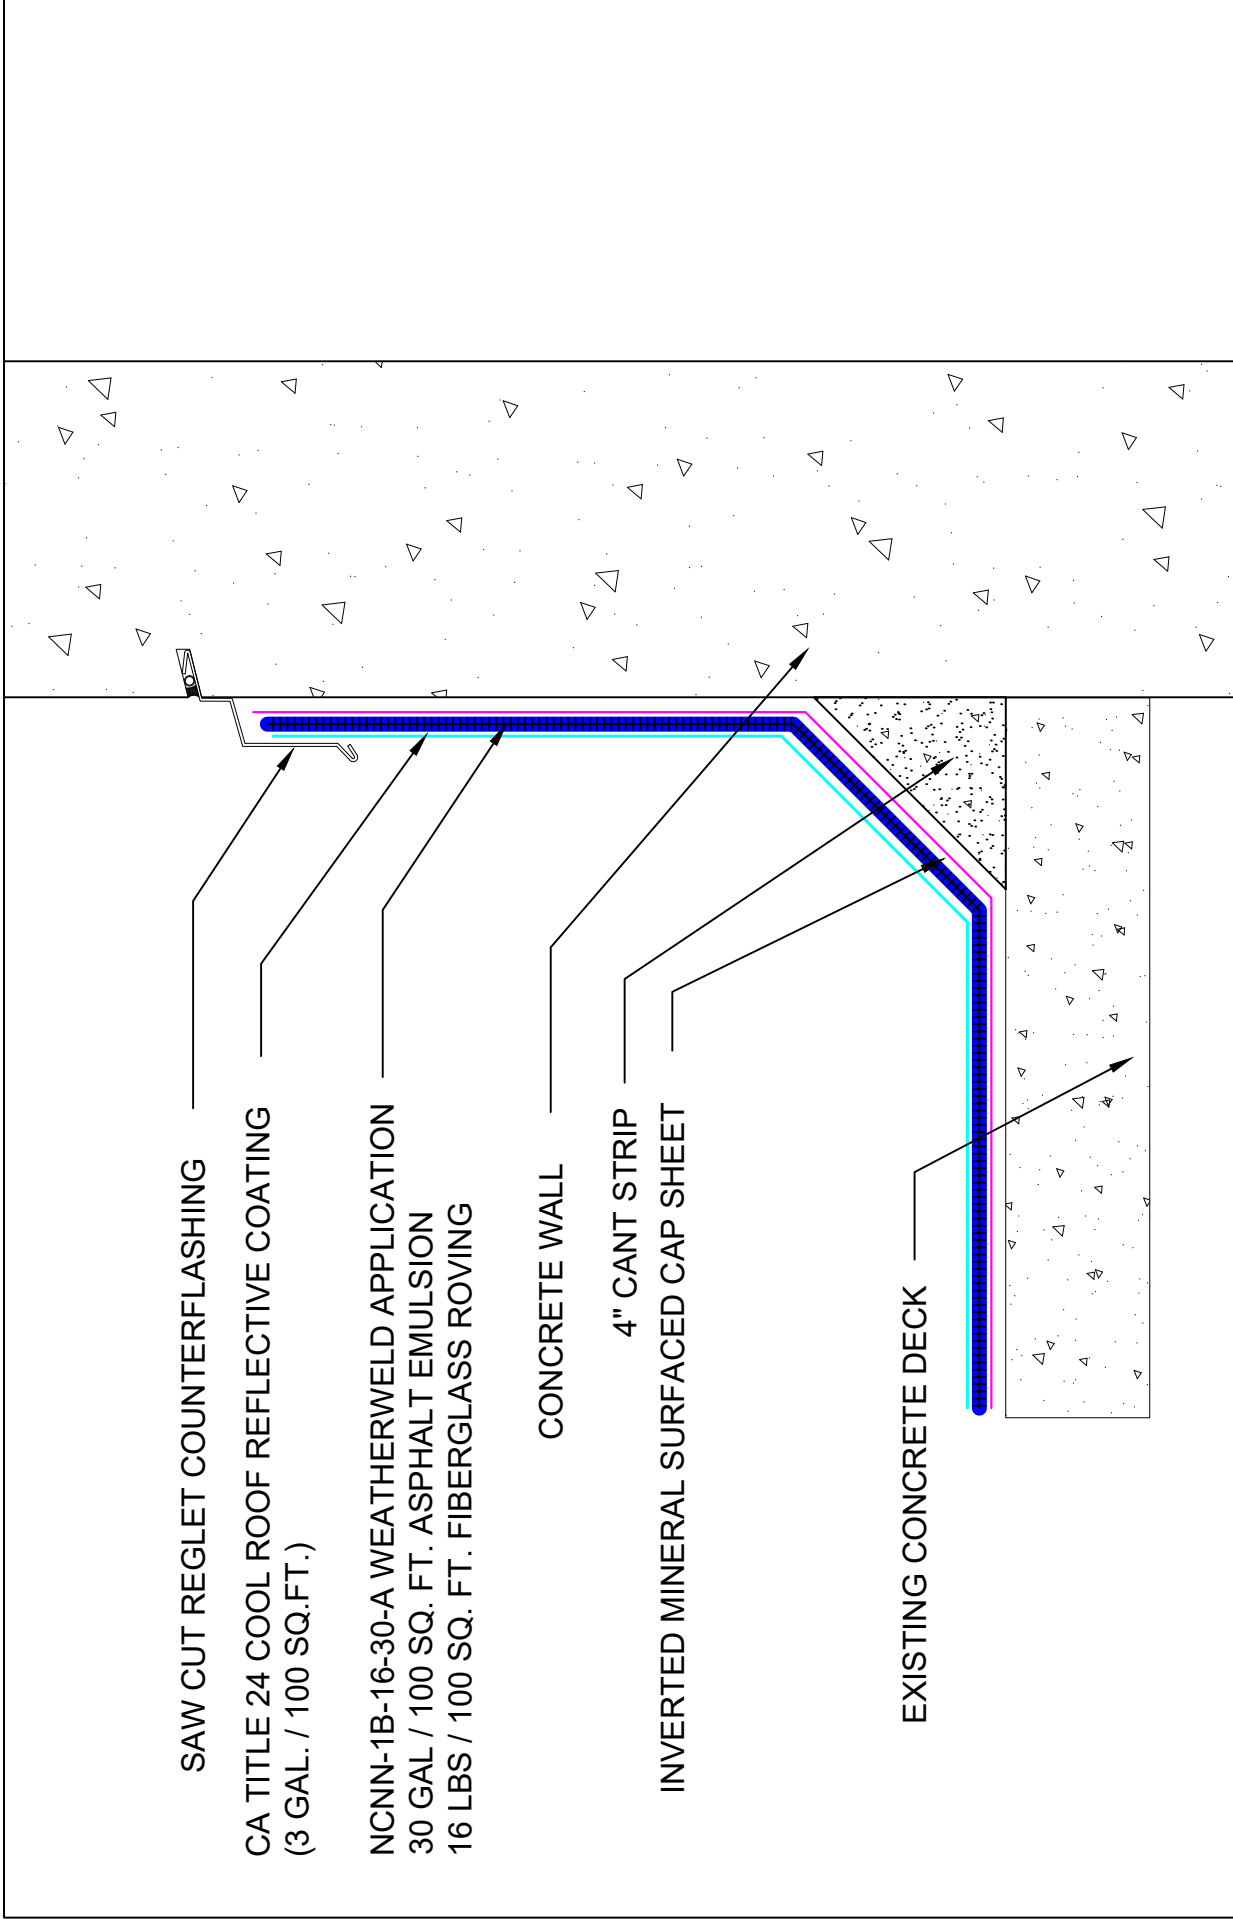 SAW CUT REGLET COUNTERFLASHING
CA TITLE 24 COOL ROOF REFLECTIVE COATING
(3 GAL. / 100 SQ.FT.)
NCNN-1B-16-30-A WEATHERWELD APPLICATION
30 GAL / 100 SQ. FT. ASPHALT EMULSION
16 LBS / 100 SQ. FT. FIBERGLASS ROVING
CONCRETE WALL
4" CANT STRIP
INVERTED MINERAL SURFACED CAP SHEET
EXISTING CONCRETE DECK